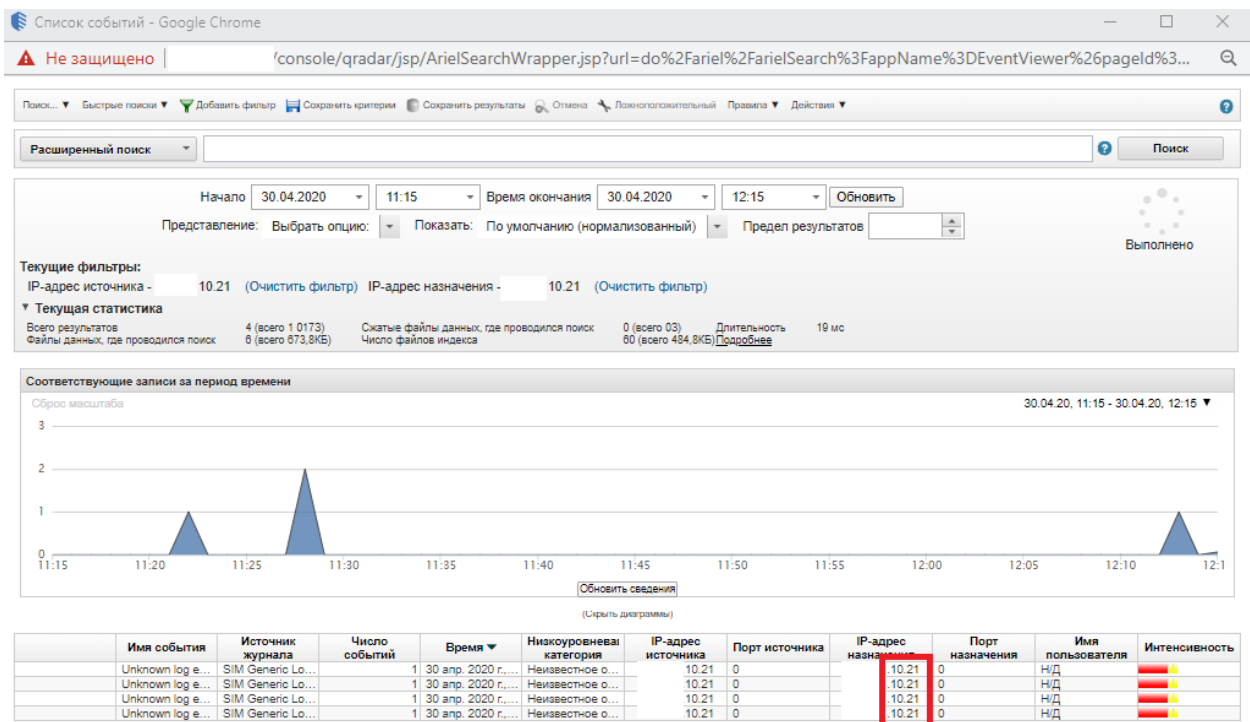 Список событий - Google Chrome
Не защищено /console/qradar/jsp/ArielSearchWrapper.jsp?url=do%2Fariel%2FarielSearch%3FappName%3DEventViewer%26pageId%3...
Поиск... ▼ Быстрые поиски ▼ Добавить фильтр Сохранить критерии Сохранить результаты Отмена Ложноположительный Правила ▼ Действия ▼
Расширенный поиск Поиск
Начало 30.04.2020 11:15 Время окончания 30.04.2020 12:15 Обновить
Представление: Выбрать опцию: Показать: По умолчанию (нормализованный) Предел результатов
Выполнено
Текущие фильтры:
IP-адрес источника - 10.21 (Очистить фильтр) IP-адрес назначения - 10.21 (Очистить фильтр)
▼ Текущая статистика
Всего результатов 4 (всего 1 0173) Сжатые файлы данных, где проводился поиск 0 (всего 03) Длительность 19 мс
Файлы данных, где проводился поиск 6 (всего 673,8КБ) Число файлов индекса 60 (всего 484,8КБ) Подробнее
Соответствующие записи за период времени
Сброс масштаба 30.04.20, 11:15 - 30.04.20, 12:15 ▼
3
2
1
0
11:15 11:20 11:25 11:30 11:35 11:40 11:45 11:50 11:55 12:00 12:05 12:10 12:1
Обновить сведения
(Скрыть диаграммы)
Имя события Источник журнала Число событий Время ▼ Низкоуровневая категория IP-адрес источника Порт источника IP-адрес назначения Порт назначения Имя пользователя Интенсивность
Unknown log e... SIM Generic Lo... 1 30 апр. 2020 г.,... Неизвестное о... 10.21 0 .10.21 0 Н/Д
Unknown log e... SIM Generic Lo... 1 30 апр. 2020 г.,... Неизвестное о... 10.21 0 .10.21 0 Н/Д
Unknown log e... SIM Generic Lo... 1 30 апр. 2020 г.,... Неизвестное о... 10.21 0 .10.21 0 Н/Д
Unknown log e... SIM Generic Lo... 1 30 апр. 2020 г.,... Неизвестное о... 10.21 0 .10.21 0 Н/Д